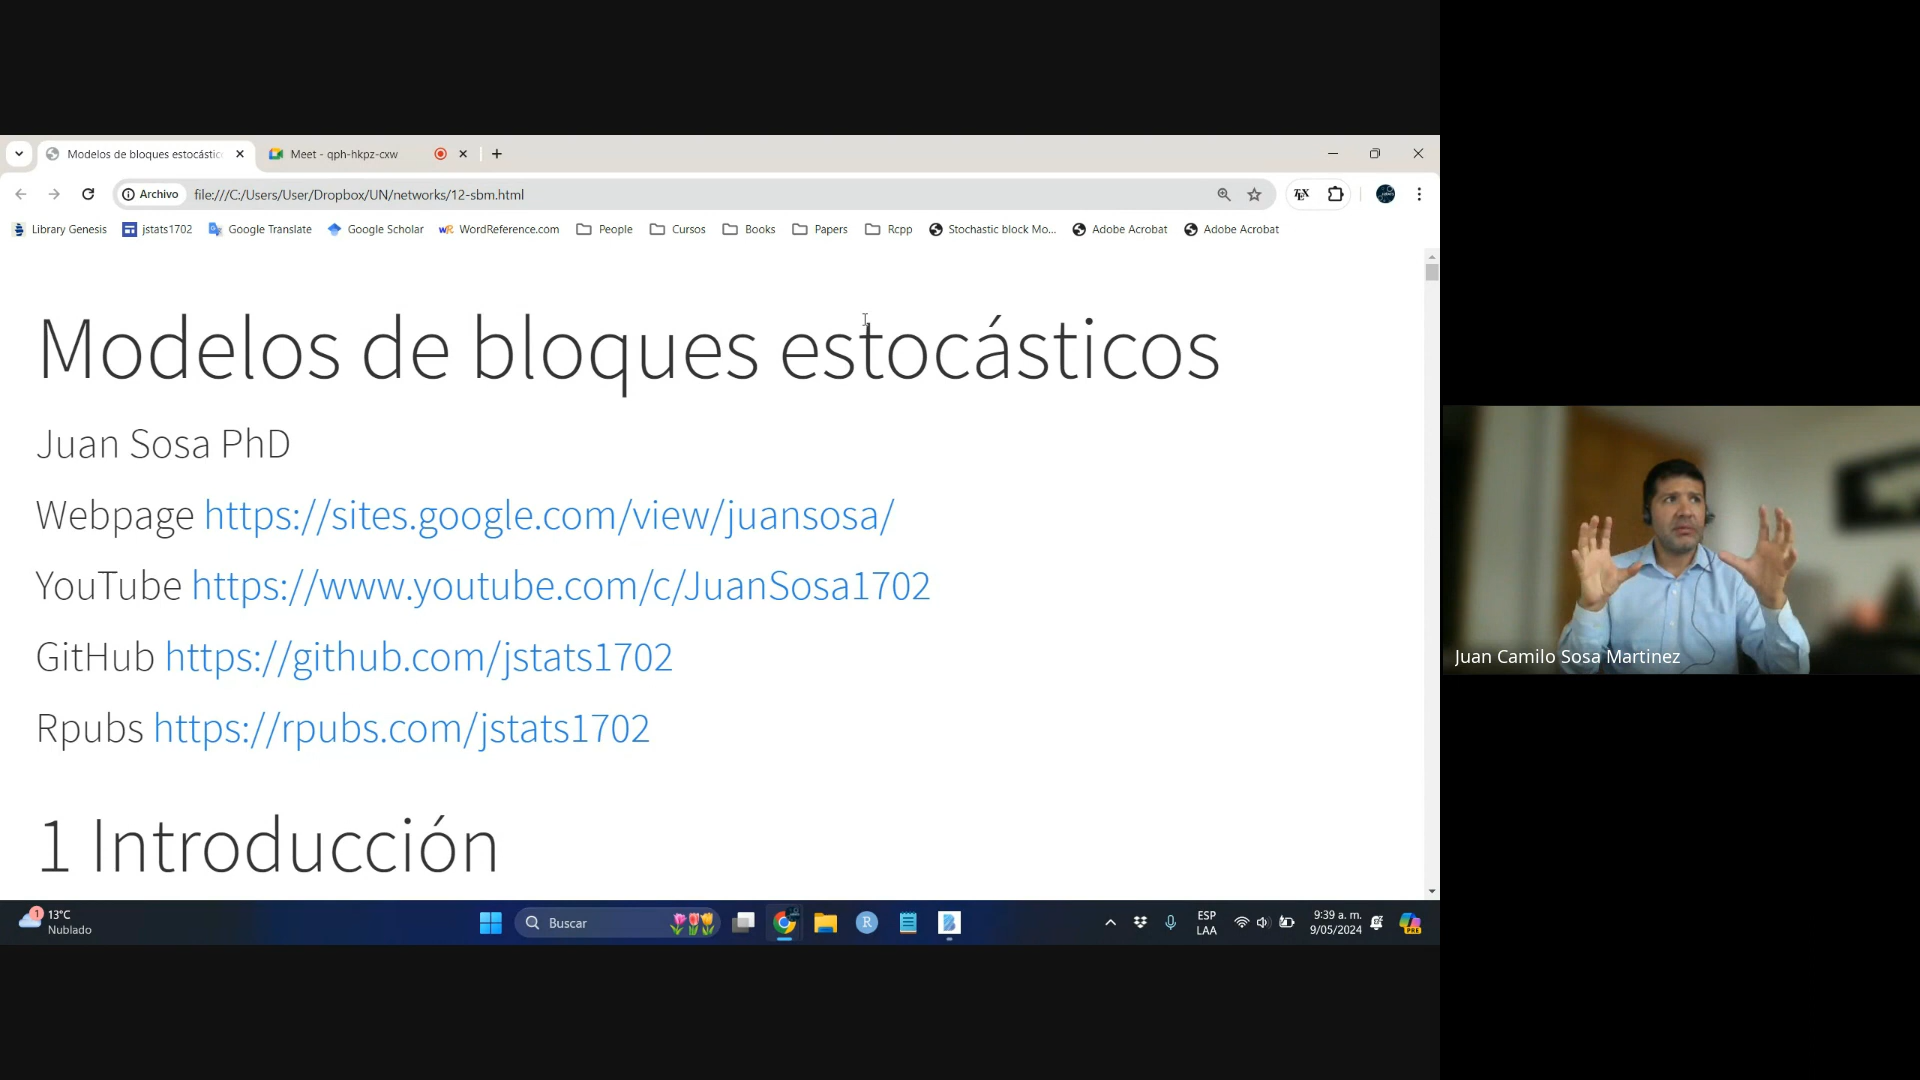 Modelos de bloques estocástic
Meet - qph-hkpz-cxw
Archivo
file:///C:/Users/User/Dropbox/UN/networks/12-sbm.html
TEX
Library Genesis
jstats1702
Google Translate
Google Scholar
WR WordReference.com
People
Cursos
Books
Papers
Rcpp
Stochastic block Mo...
Adobe Acrobat
Adobe Acrobat
Modelos de bloques estocásticos
Juan Sosa PhD
Webpage https://sites.google.com/view/juansosa/
YouTube https://www.youtube.com/c/JuanSosa1702
GitHub https://github.com/jstats1702
Rpubs https://rpubs.com/jstats1702
1 Introducción
Juan Camilo Sosa Martinez
1
13°C
Nublado
Buscar
R
ESP
LAA
9:39 a. m.
9/05/2024
PRE